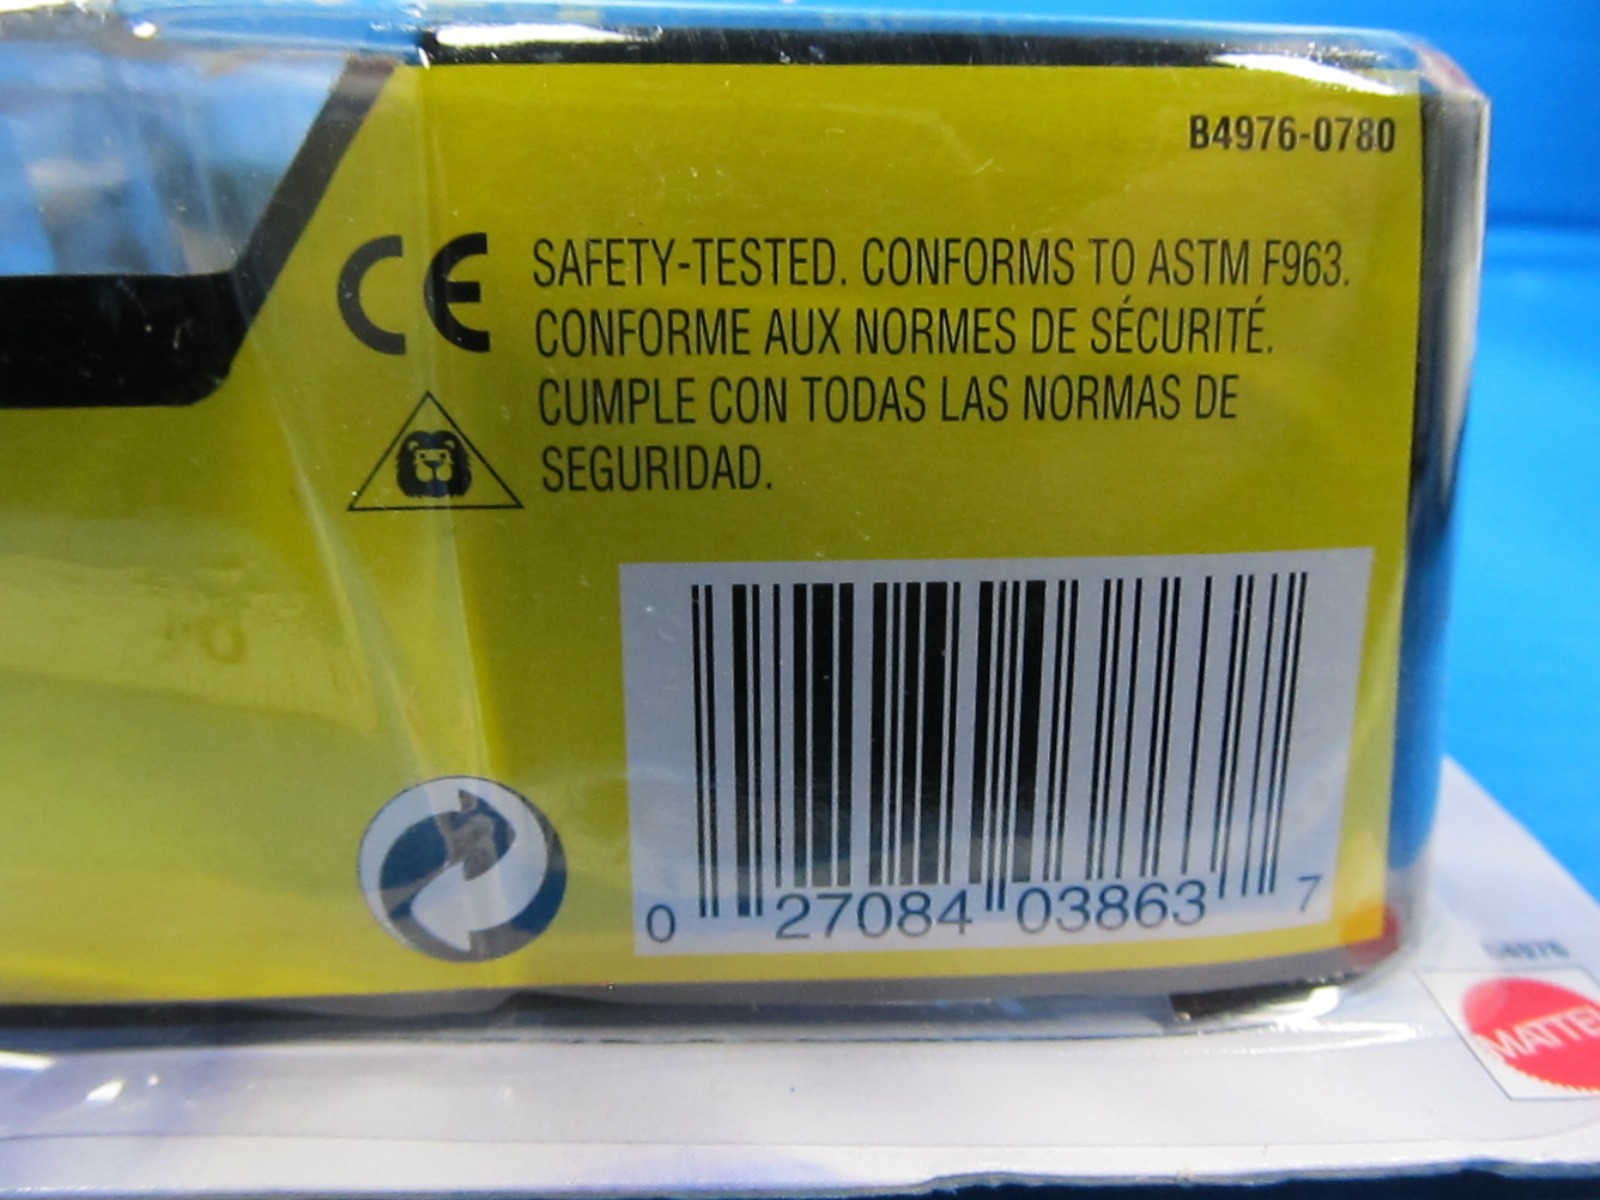 B4976-0780
CE
SAFETY-TESTED. CONFORMS TO ASTM F963.
CONFORME AUX NORMES DE SÉCURITÉ.
CUMPLE CON TODAS LAS NORMAS DE
SEGURIDAD.
0 27084 03863 7
MATTE